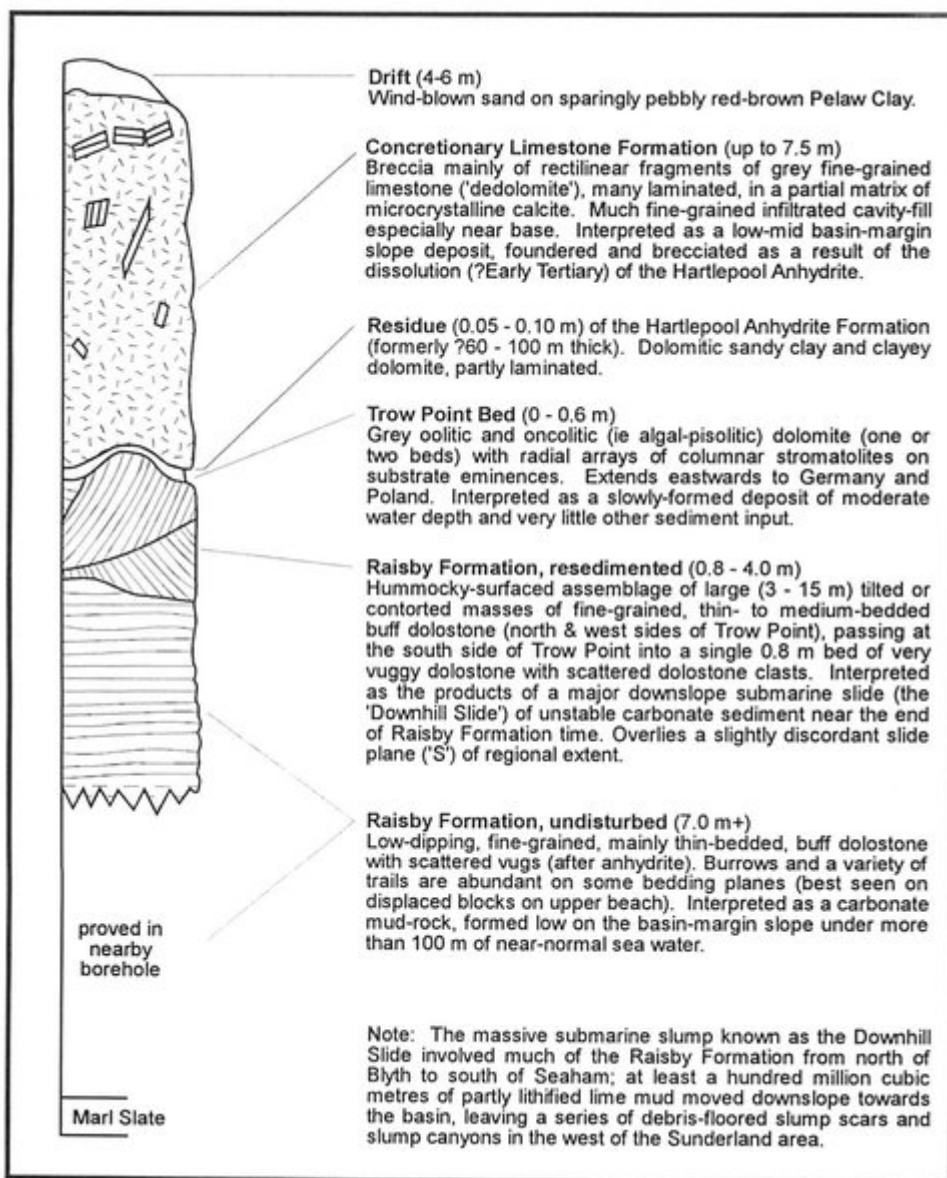 Drift (4-6 m)
Wind-blown sand on sparingly pebbly red-brown Pelaw Clay.
Concretionary Limestone Formation (up to 7.5 m)
Breccia mainly of rectilinear fragments of grey fine-grained
limestone ('dedolomite'), many laminated, in a partial matrix of
microcrystalline calcite. Much fine-grained infiltrated cavity-fill
especially near base. Interpreted as a low-mid basin-margin
slope deposit, foundered and brecciated as a result of the
dissolution (?Early Tertiary) of the Hartlepool Anhydrite.
Residue (0.05 - 0.10 m) of the Hartlepool Anhydrite Formation
(formerly ?60 - 100 m thick). Dolomitic sandy clay and clayey
dolomite, partly laminated.
Trow Point Bed (0 - 0.6 m)
Grey oolitic and oncolitic (ie algal-pisolitic) dolomite (one or
two beds) with radial arrays of columnar stromatolites on
substrate eminences. Extends eastwards to Germany and
Poland. Interpreted as a slowly-formed deposit of moderate
water depth and very little other sediment input.
Raisby Formation, resedimented (0.8 - 4.0 m)
Hummocky-surfaced assemblage of large (3 - 15 m) tilted or
contorted masses of fine-grained, thin- to medium-bedded
buff dolostone (north & west sides of Trow Point), passing at
the south side of Trow Point into a single 0.8 m bed of very
vuggy dolostone with scattered dolostone clasts. Interpreted
as the products of a major downslope submarine slide (the
'Downhill Slide') of unstable carbonate sediment near the end
of Raisby Formation time. Overlies a slightly discordant slide
plane ('S') of regional extent.
Raisby Formation, undisturbed (7.0 m+)
Low-dipping, fine-grained, mainly thin-bedded, buff dolostone
with scattered vugs (after anhydrite). Burrows and a variety of
trails are abundant on some bedding planes (best seen on
displaced blocks on upper beach). Interpreted as a carbonate
mud-rock, formed low on the basin-margin slope under more
than 100 m of near-normal sea water.
proved in
nearby
borehole
Note: The massive submarine slump known as the Downhill
Slide involved much of the Raisby Formation from north of
Blyth to south of Seaham; at least a hundred million cubic
metres of partly lithified lime mud moved downslope towards
the basin, leaving a series of debris-floored slump scars and
slump canyons in the west of the Sunderland area.
Marl Slate